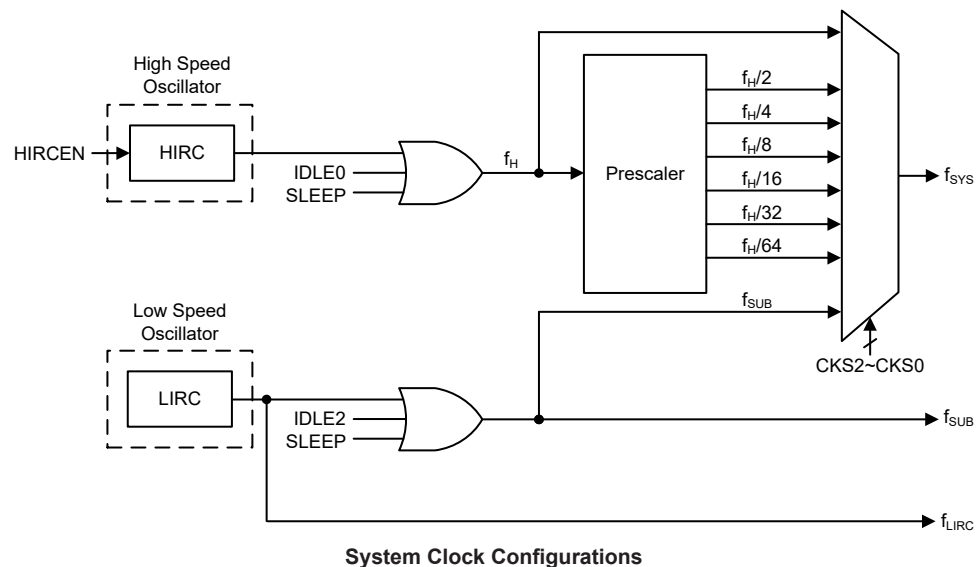 High Speed
Oscillator
HIRCEN
HIRC
IDLE0
SLEEP
fH
Prescaler
fH/2
fH/4
fH/8
fH/16
fH/32
fH/64
fSUB
fSYS
CKS2~CKS0
Low Speed
Oscillator
LIRC
IDLE2
SLEEP
fSUB
fLIRC
System Clock Configurations